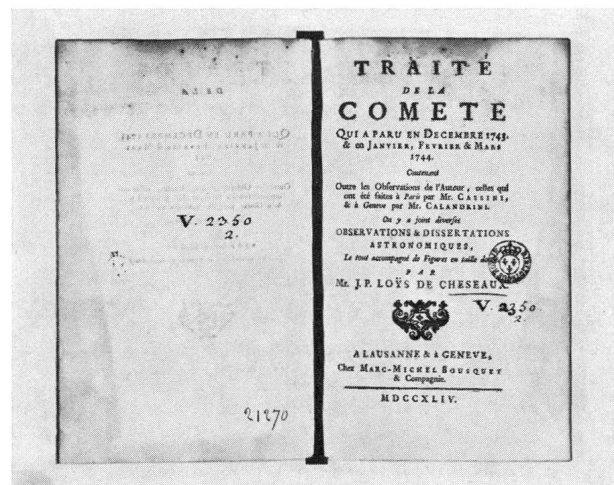 V. 2350
2.
21270
TRAITÉ
DE LA
COMETE
QUI A PARU EN DECEMBRE 1743.
& en JANVIER, FEVRIER & MARS
1744.
Contenant
Outre les Observations de l'Auteur, celles qui
ont été faites à Paris par Mr. CASSINI,
& à Geneve par Mr. CALANDRINI.
On y a joint diverses
OBSERVATIONS & DISSERTATIONS
ASTRONOMIQUES,
Le tout accompagné de Figures en taille
PAR
Mr. J. P. LOŸS DE CHESEAUX.
V. 2350
2.
A LAUSANNE & à GENEVE,
Chez MARC-MICHEL BOUSQUET
& Compagnie.
MDCCXLIV.